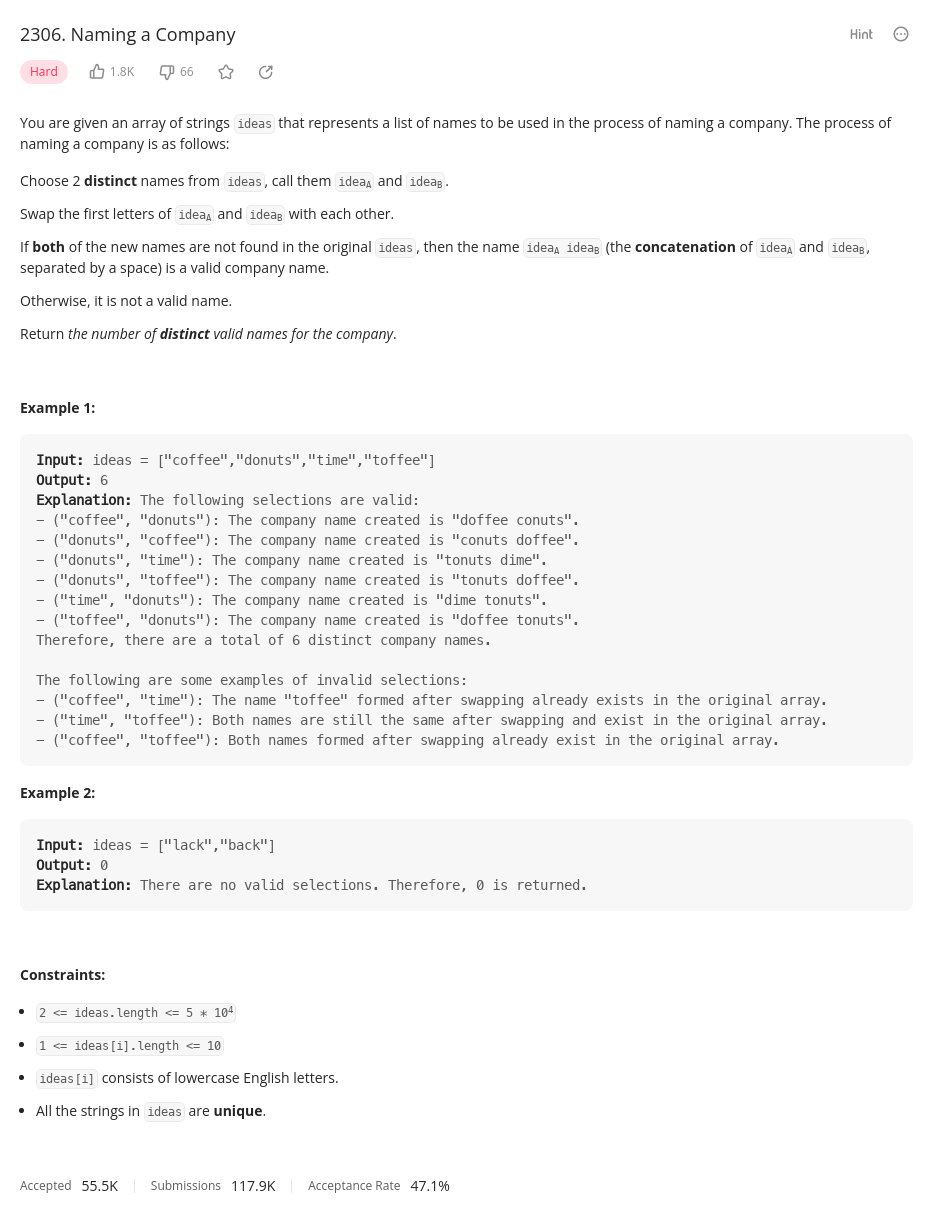 2306. Naming a Company
Hint
Hard 1.8K 66
You are given an array of strings ideas that represents a list of names to be used in the process of naming a company. The process of
naming a company is as follows:
Choose 2 distinct names from ideas, call them ideaA and ideaB.
Swap the first letters of ideaA and ideaB with each other.
If both of the new names are not found in the original ideas, then the name ideaA ideaB (the concatenation of ideaA and ideaB,
separated by a space) is a valid company name.
Otherwise, it is not a valid name.
Return the number of distinct valid names for the company.
Example 1:
Input: ideas = ["coffee","donuts","time","toffee"]
Output: 6
Explanation: The following selections are valid:
– ("coffee", "donuts"): The company name created is "doffee conuts".
– ("donuts", "coffee"): The company name created is "conuts doffee".
– ("donuts", "time"): The company name created is "tonuts dime".
– ("donuts", "toffee"): The company name created is "tonuts doffee".
– ("time", "donuts"): The company name created is "dime tonuts".
– ("toffee", "donuts"): The company name created is "doffee tonuts".
Therefore, there are a total of 6 distinct company names.
The following are some examples of invalid selections:
– ("coffee", "time"): The name "toffee" formed after swapping already exists in the original array.
– ("time", "toffee"): Both names are still the same after swapping and exist in the original array.
– ("coffee", "toffee"): Both names formed after swapping already exist in the original array.
Example 2:
Input: ideas = ["lack","back"]
Output: 0
Explanation: There are no valid selections. Therefore, 0 is returned.
Constraints:
• 2 <= ideas.length <= 5 * 10⁴
• 1 <= ideas[i].length <= 10
• ideas[i] consists of lowercase English letters.
• All the strings in ideas are unique.
Accepted 55.5K Submissions 117.9K Acceptance Rate 47.1%